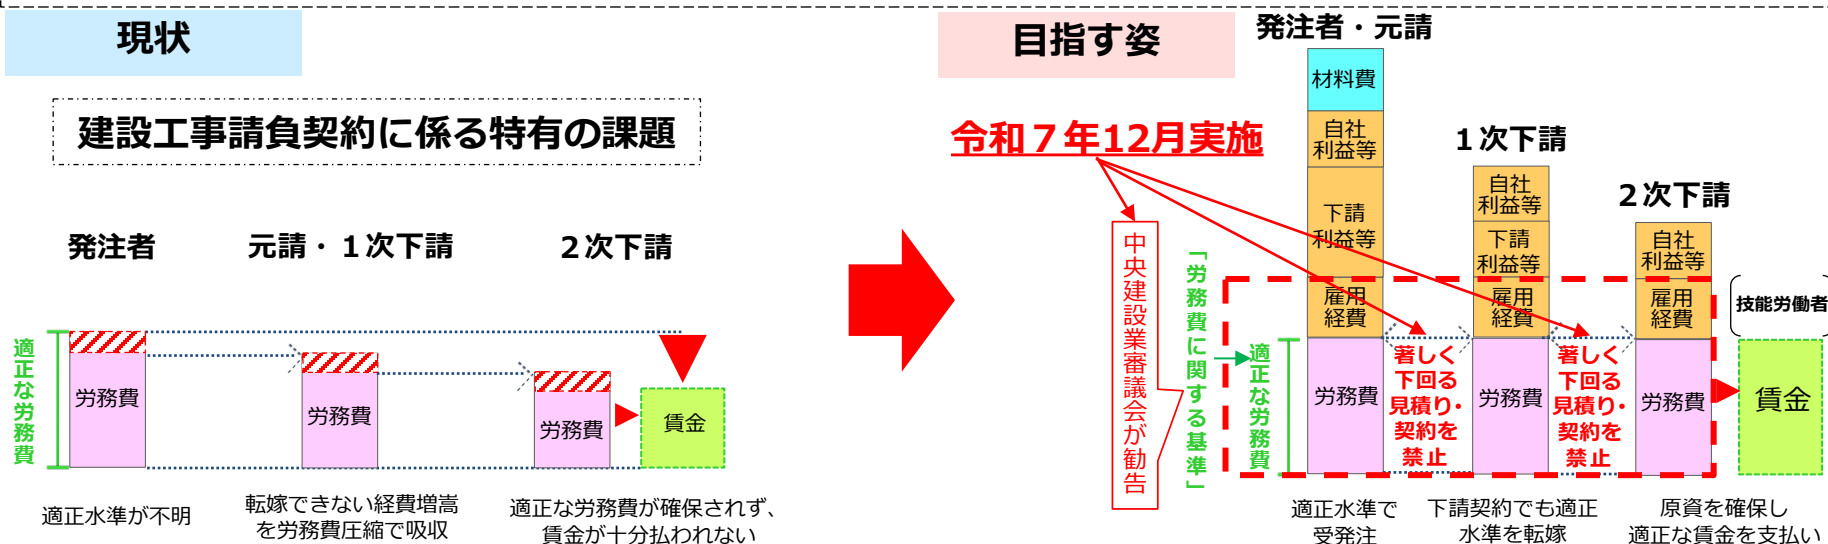 現状
建設工事請負契約に係る特有の課題
発注者
元請・１次下請
２次下請
適正な労務費
労務費
労務費
労務費
賃金
適正水準が不明
転嫁できない経費増嵩
を労務費圧縮で吸収
適正な労務費が確保されず、
賃金が十分払われない
目指す姿
発注者・元請
令和７年12月実施
１次下請
２次下請
中央建設業審議会が勧告
「労務費に関する基準」
適正な労務費
材料費
自社
利益等
下請
利益等
雇用
経費
労務費
著しく
下回る
見積り・
契約を
禁止
自社
利益等
下請
利益等
雇用
経費
労務費
著しく
下回る
見積り・
契約を
禁止
自社
利益等
雇用
経費
労務費
技能労働者
賃金
適正水準で
受発注
下請契約でも適正
水準を転嫁
原資を確保し
適正な賃金を支払い